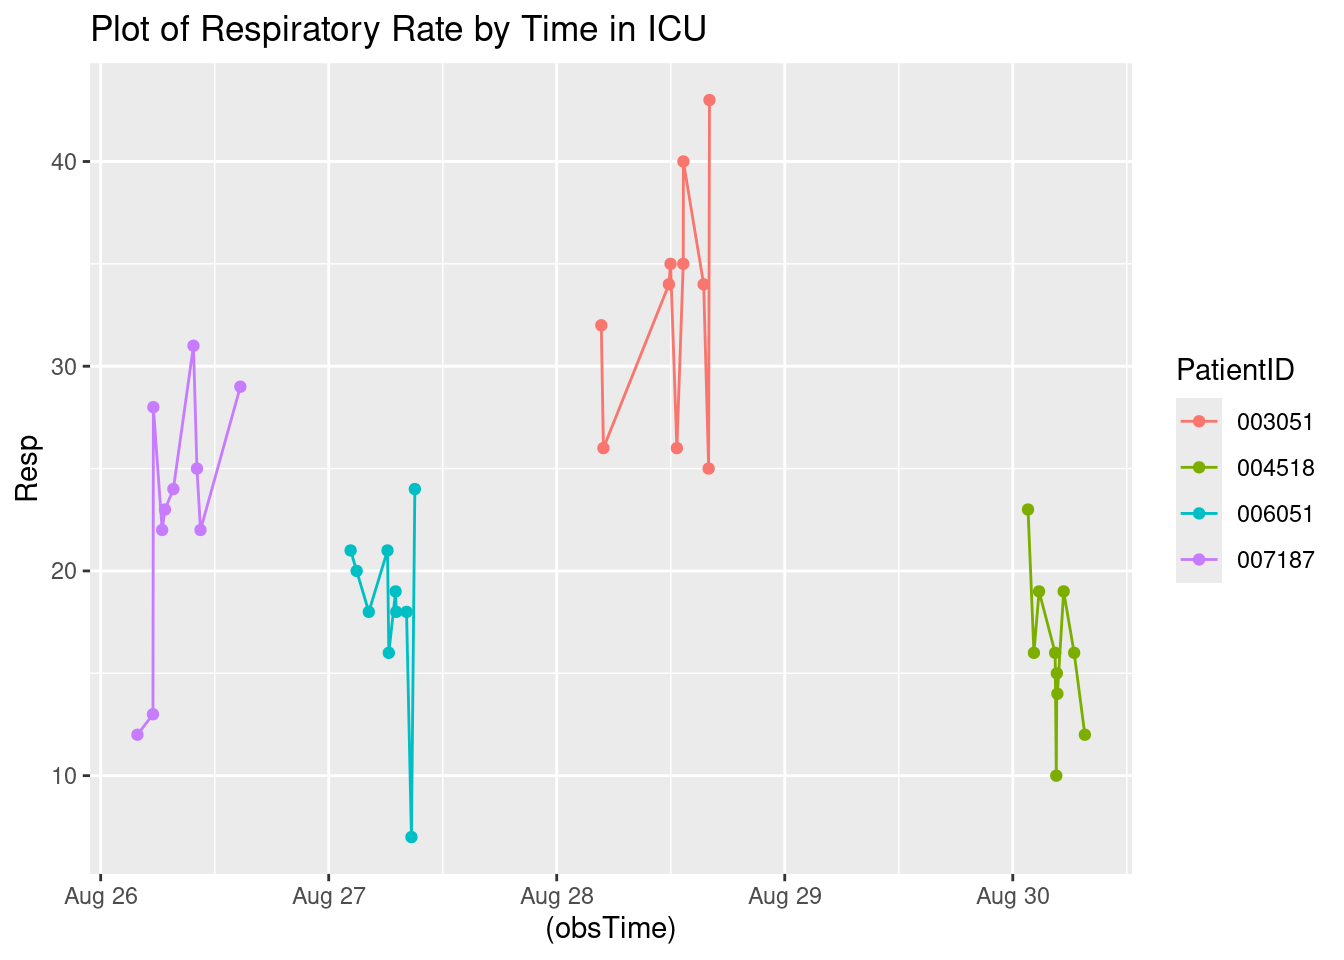 Plot of Respiratory Rate by Time in ICU
40
30
20
10
Resp
Aug 26
Aug 27
Aug 28
Aug 29
Aug 30
(obsTime)
PatientID
003051
004518
006051
007187